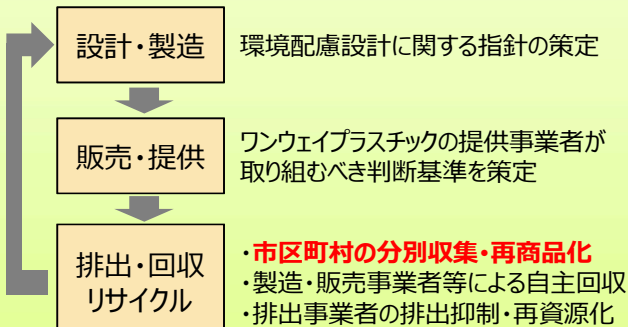 設計・製造
環境配慮設計に関する指針の策定
販売・提供
ワンウェイプラスチックの提供事業者が
取り組むべき判断基準を策定
排出・回収
リサイクル
・市区町村の分別収集・再商品化
・製造・販売事業者等による自主回収
・排出事業者の排出抑制・再資源化